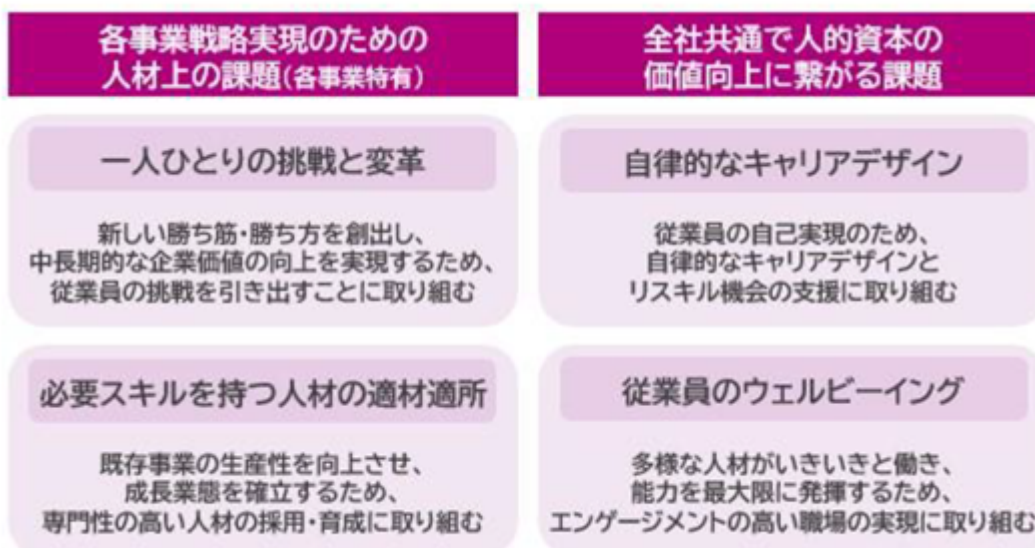 各事業戦略実現のための
人材上の課題(各事業特有)
一人ひとりの挑戦と変革
新しい勝ち筋・勝ち方を創出し、
中長期的な企業価値の向上を実現するため、
従業員の挑戦を引き出すことに取り組む
必要スキルを持つ人材の適材適所
既存事業の生産性を向上させ、
成長業態を確立するため、
専門性の高い人材の採用・育成に取り組む
全社共通で人的資本の
価値向上に繋がる課題
自律的なキャリアデザイン
従業員の自己実現のため、
自律的なキャリアデザインと
リスキル機会の支援に取り組む
従業員のウェルビーイング
多様な人材がいきいきと働き、
能力を最大限に発揮するため、
エンゲージメントの高い職場の実現に取り組む